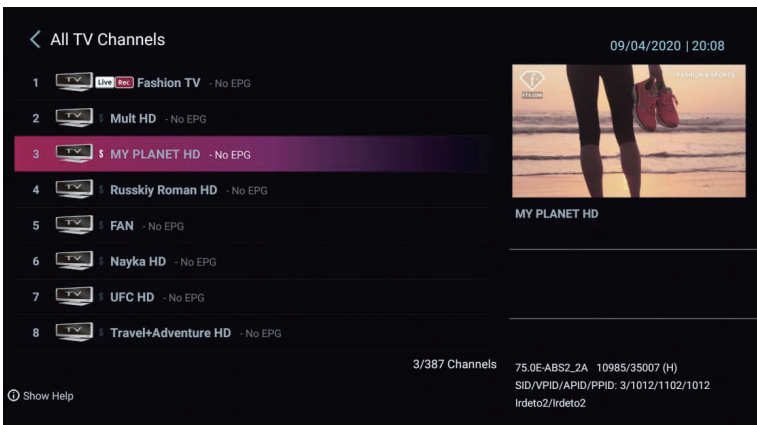 All TV Channels
09/04/2020 | 20:08
1 TV Live Rec Fashion TV - No EPG
2 TV $ Mult HD - No EPG
3 TV $ MY PLANET HD - No EPG
4 TV $ Russkiy Roman HD - No EPG
5 TV $ FAN - No EPG
6 TV $ Nayka HD - No EPG
7 TV $ UFC HD - No EPG
8 TV $ Travel+Adventure HD - No EPG
3/387 Channels
Show Help
F
FTV.COM
FASHION & SPORTS
MY PLANET HD
75.0E-ABS2_2A 10985/35007 (H)
SID/VPID/APID/PPID: 3/1012/1102/1012
Irdeto2/Irdeto2